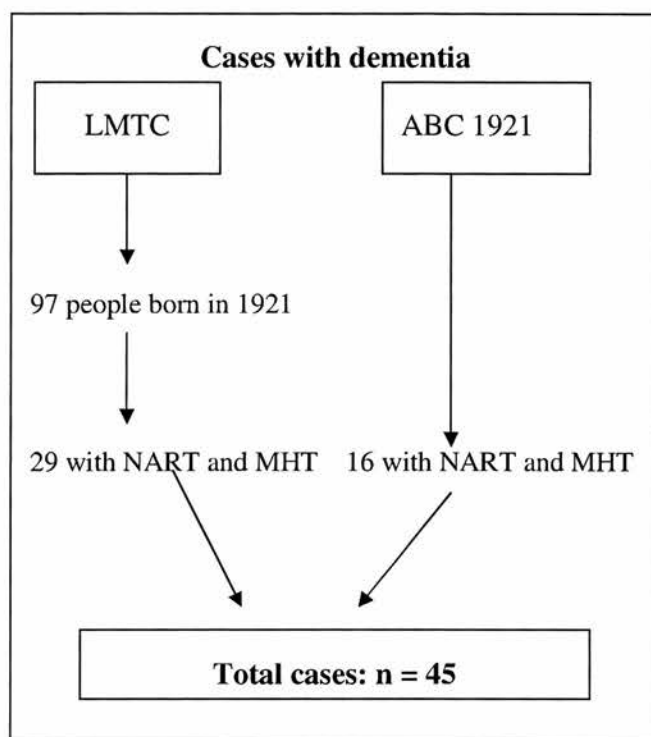 Cases with dementia
LMTC
ABC 1921
97 people born in 1921
29 with NART and MHT
16 with NART and MHT
Total cases: n = 45